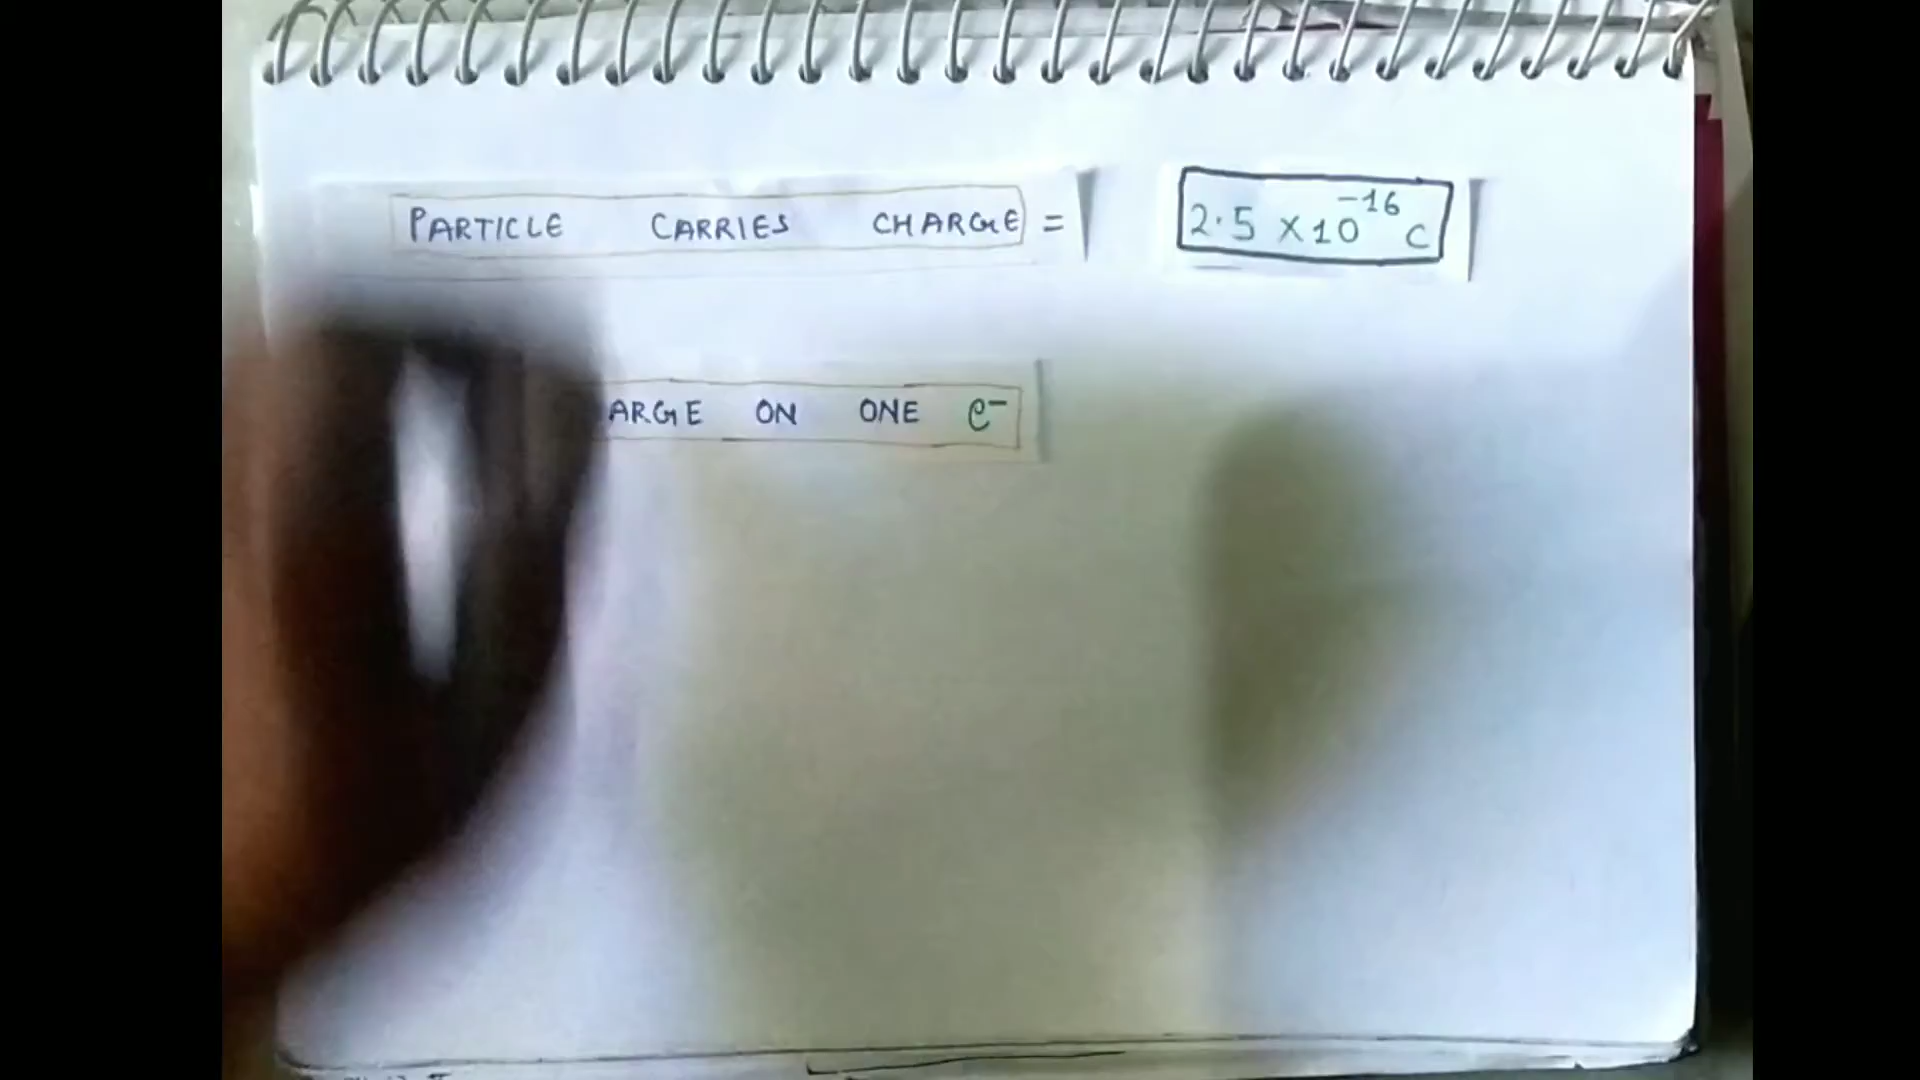 PARTICLE CARRIES CHARGE = 2.5 x10⁻¹⁶ C
ARGE ON ONE e⁻